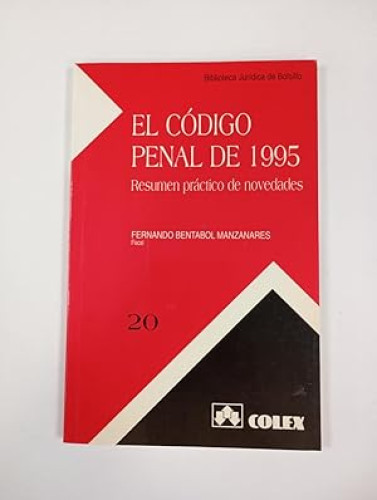 Biblioteca Jurídica de Bolsillo
EL CÓDIGO
PENAL DE 1995
Resumen práctico de novedades
FERNANDO BENTABOL MANZANARES
(Fiscal)
20
COLEX